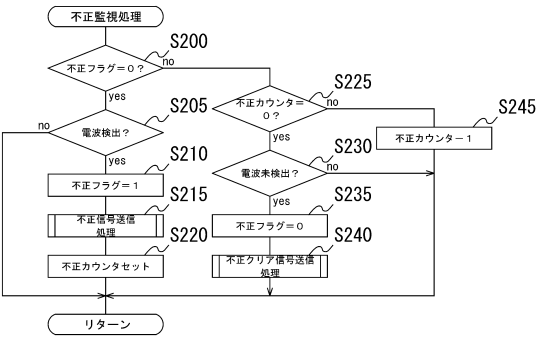 不正監視処理
S200
不正フラグ=0?
no
yes
S205
電波検出?
no
yes
S210
不正フラグ=1
S215
不正信号送信
処理
S220
不正カウンタセット
リターン
S225
不正カウンター=
0?
no
yes
S230
電波未検出?
no
yes
S235
不正フラグ=0
S240
不正クリア信号送信
処理
S245
不正カウンター1